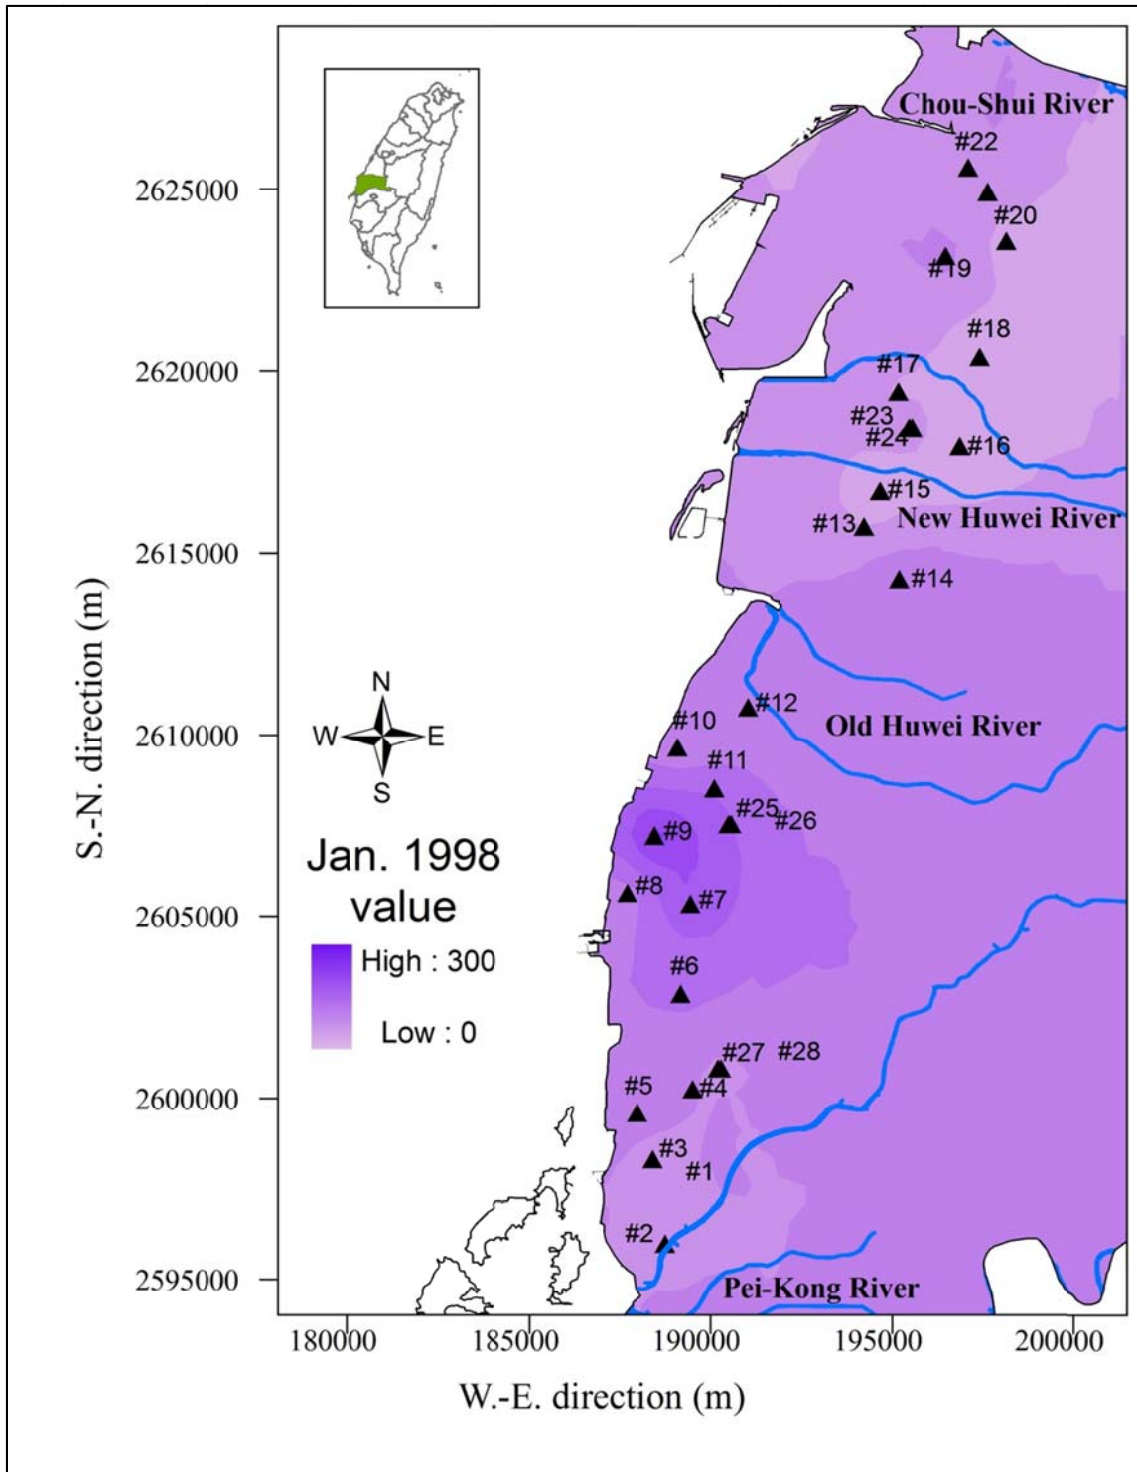 Chou-Shui River
#22
2625000
#20
#19
#18
2620000
#17
#23
#24
#16
#15
#13
New Huwei River
2615000
#14
S.-N. direction (m)
N
W E
S
#12
#10
Old Huwei River
2610000
#11
#25
#26
#9
Jan. 1998
value
#8
#7
2605000
High : 300
#6
Low : 0
#27
#28
2600000
#5
#4
#3
#1
#2
2595000
Pei-Kong River
180000 185000 190000 195000 200000
W.-E. direction (m)